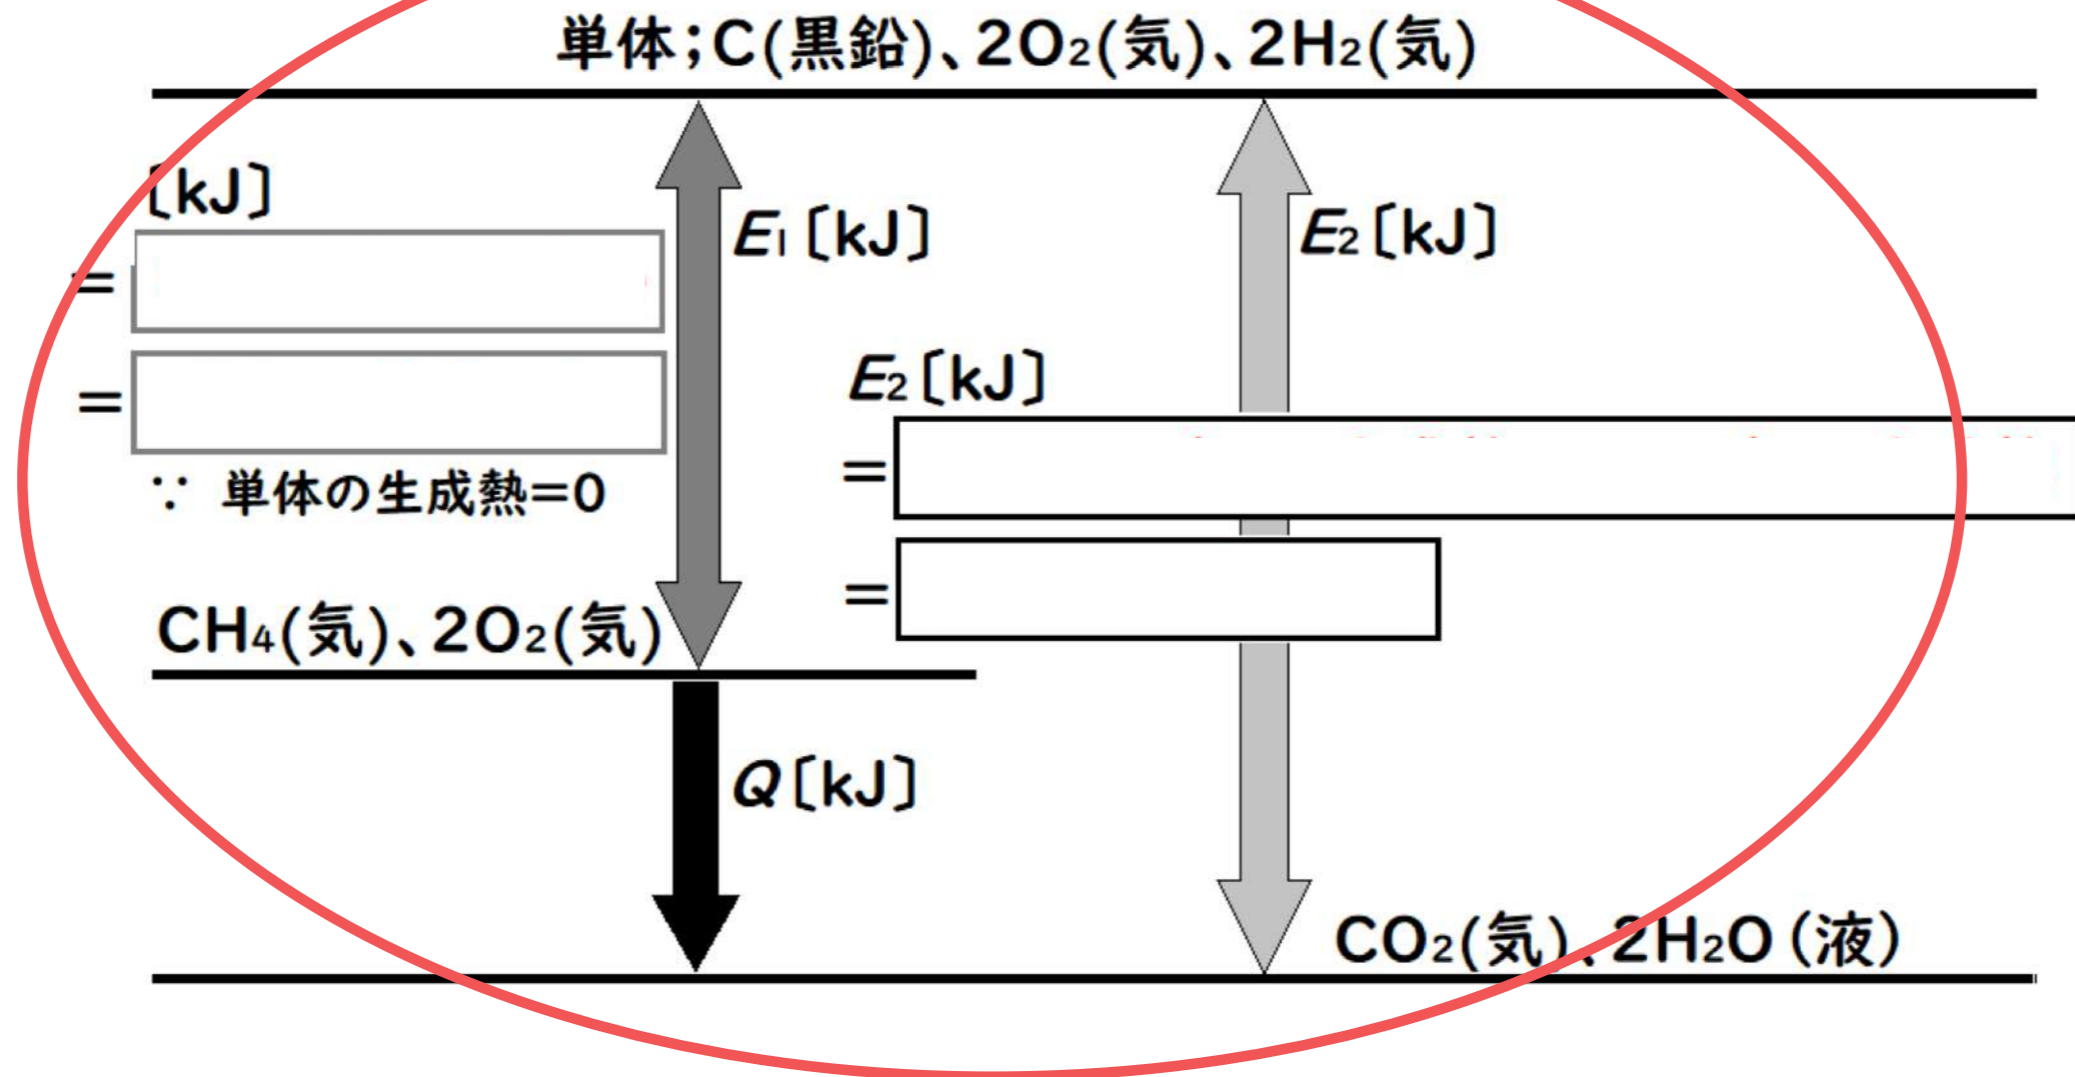 単体;C(黒鉛)、2O₂(気)、2H₂(気)
〔kJ〕
E₁〔kJ〕
E₂〔kJ〕
=
=
∵ 単体の生成熱=0
E₂〔kJ〕
=
=
CH₄(気)、2O₂(気)
Q〔kJ〕
CO₂(気)、2H₂O(液)